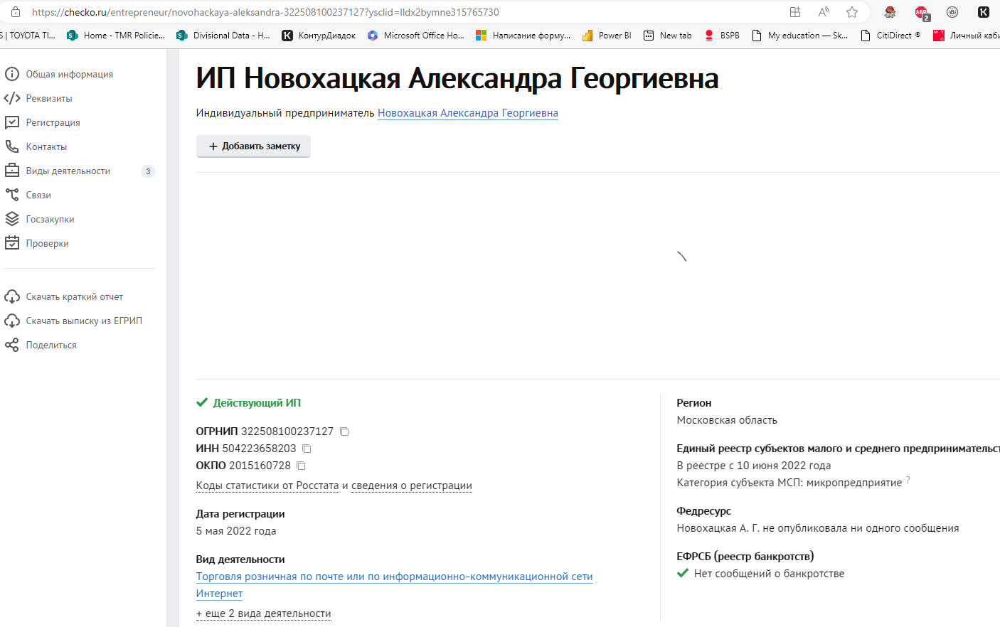 https://checko.ru/entrepreneur/novohackaya-aleksandra-322508100237127?ysclid=lldx2bymne315765730
S | TOYOTA TI... Home - TMR Policie... Divisional Data - H... КонтурДиадок Microsoft Office Ho... Написание форму... Power BI New tab BSPB My education — Sk... CitiDirect ® Личный каби
Общая информация
Реквизиты
Регистрация
Контакты
Виды деятельности 3
Связи
Госзакупки
Проверки
Скачать краткий отчет
Скачать выписку из ЕГРИП
Поделиться
ИП Новохацкая Александра Георгиевна
Индивидуальный предприниматель Новохацкая Александра Георгиевна
+ Добавить заметку
Действующий ИП
ОГРНИП 322508100237127
ИНН 504223658203
ОКПО 2015160728
Коды статистики от Росстата и сведения о регистрации
Дата регистрации
5 мая 2022 года
Вид деятельности
Торговля розничная по почте или по информационно-коммуникационной сети
Интернет
+ еще 2 вида деятельности
Регион
Московская область
Единый реестр субъектов малого и среднего предпринимательст
В реестре с 10 июня 2022 года
Категория субъекта МСП: микропредприятие ?
Федресурс
Новохацкая А. Г. не опубликовала ни одного сообщения
ЕФРСБ (реестр банкротств)
Нет сообщений о банкротстве